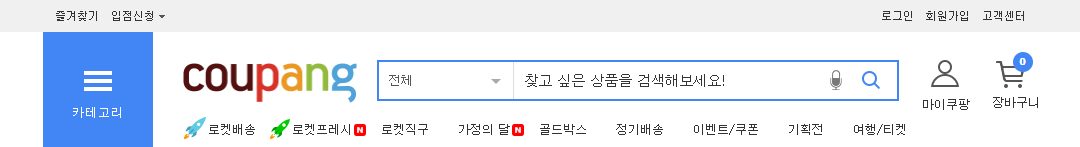 즐겨찾기 입점신청 로그인 회원가입 고객센터
카테고리
coupang
전체 찾고 싶은 상품을 검색해보세요!
마이쿠팡
0
장바구니
로켓배송 로켓프레시 N 로켓직구 가정의 달 N 골드박스 정기배송 이벤트/쿠폰 기획전 여행/티켓